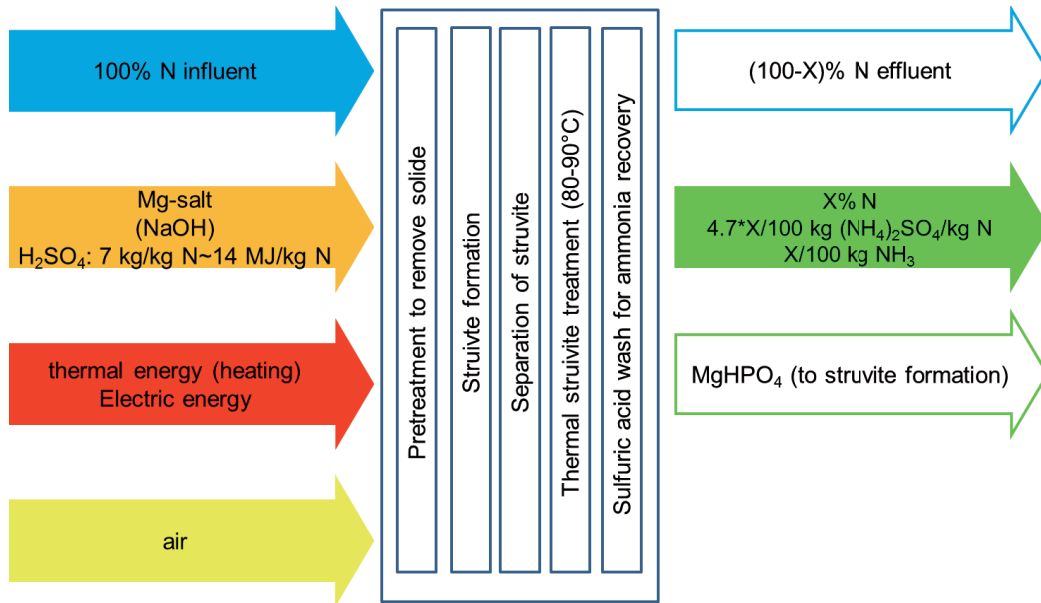 100% N influent
Mg-salt
(NaOH)
H₂SO₄: 7 kg/kg N~14 MJ/kg N
thermal energy (heating)
Electric energy
air
Pretreatment to remove solide
Struivte formation
Separation of struvite
Thermal struivite treatment (80-90°C)
Sulfuric acid wash for ammonia recovery
(100-X)% N effluent
X% N
4.7*X/100 kg (NH₄)₂SO₄/kg N
X/100 kg NH₃
MgHPO₄ (to struvite formation)